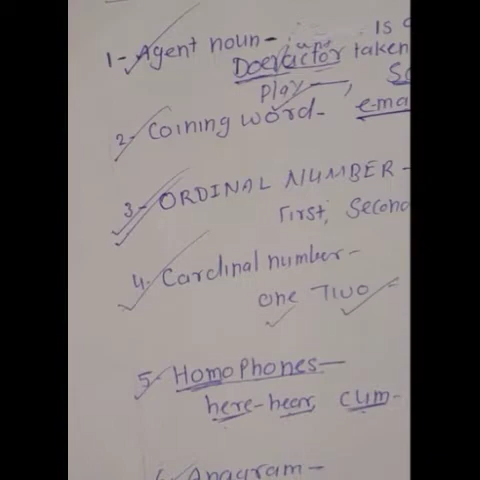 1- Agent noun- Is
Doer/actor taken
Play-
2- Coining word- e-ma
3- ORDINAL NUMBER-
First, Second
4. Cardinal number-
one Two
5- Homophones-
here-hear, clim-
Anagram-